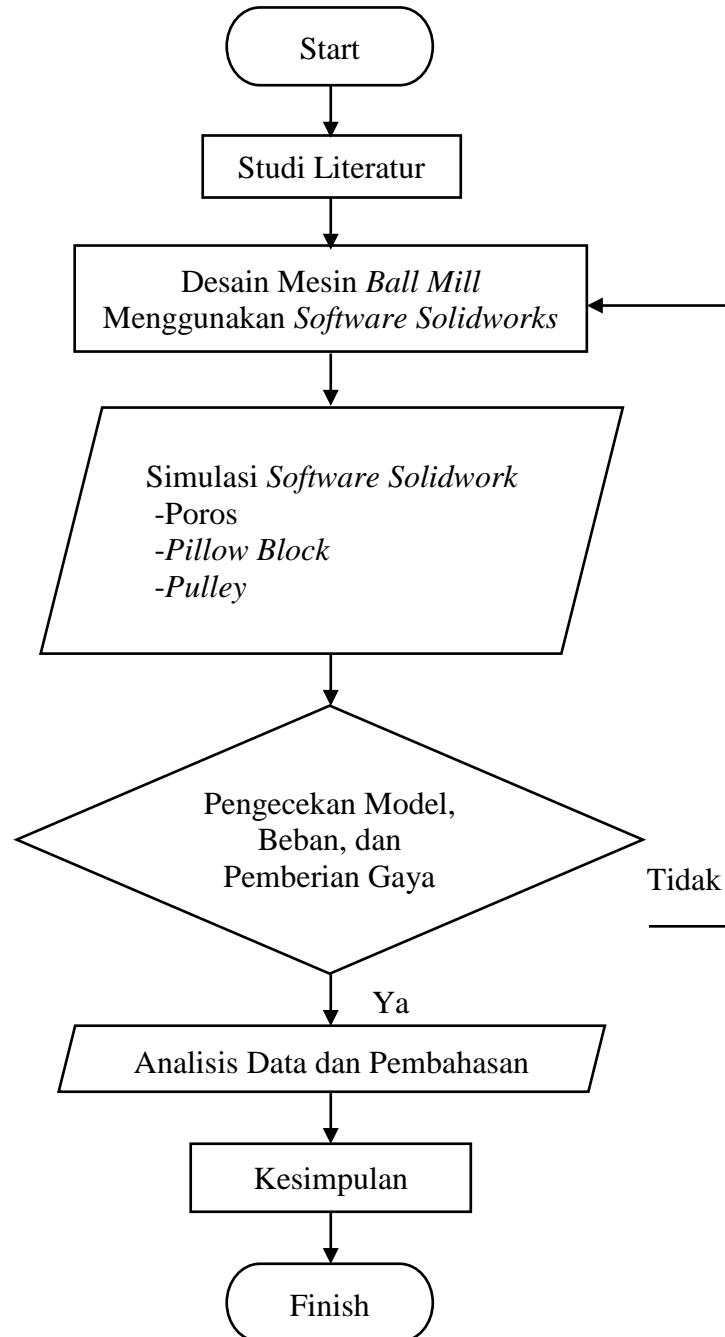 Start
Studi Literatur
Desain Mesin Ball Mill
Menggunakan Software Solidworks
Simulasi Software Solidwork
-Poros
-Pillow Block
-Pulley
Pengecekan Model,
Beban, dan
Pemberian Gaya
Tidak
Ya
Analisis Data dan Pembahasan
Kesimpulan
Finish